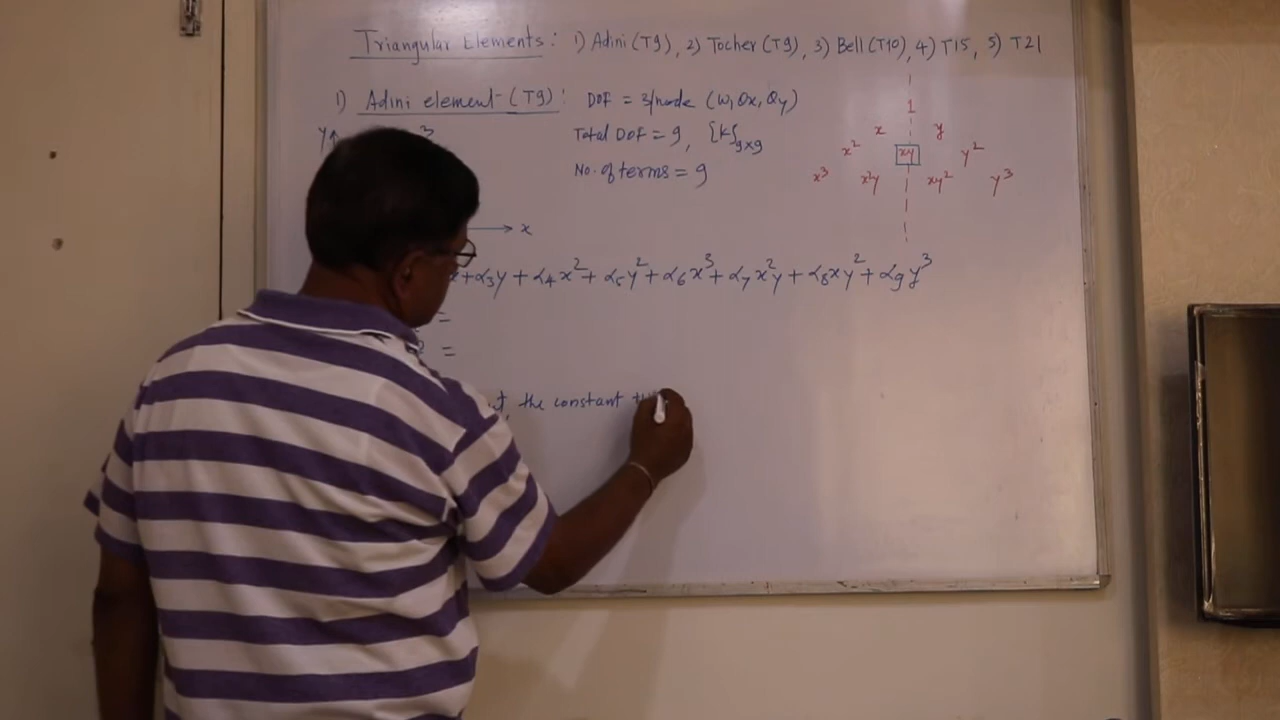 Triangular Elements: 1) Adini (T9), 2) Tocher (T9), 3) Bell (T10), 4) T15, 5) T21
1) Adini element-(T9): DOF = 3/node (w, θx, θy)
y 3 Total DOF = 9, [K]9x9
No. of terms = 9
1
x y
x² xy y²
x³ x²y xy² y³
x
+α3y + α4x² + α5y² + α6x³ + α7x²y + α8xy² + α9y³
=
=
the constant